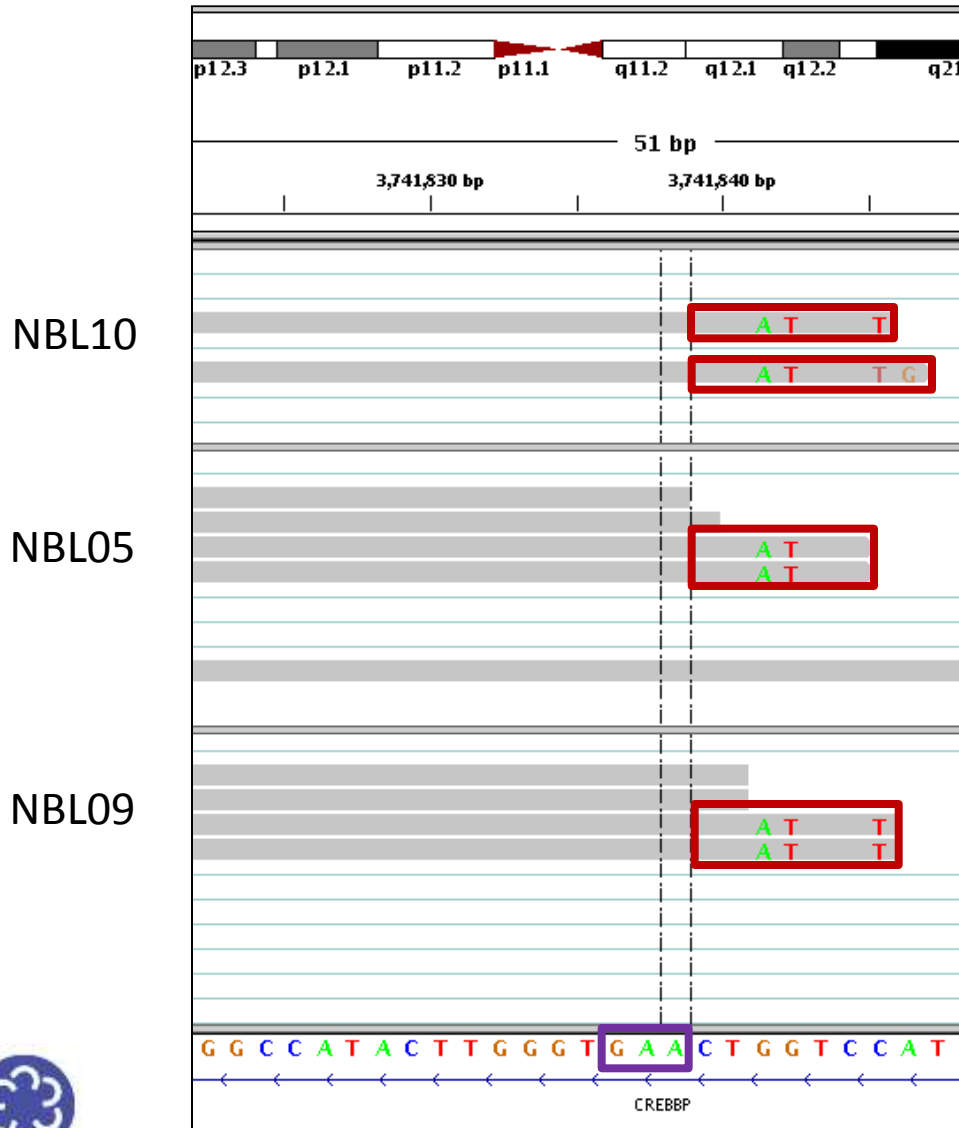 p12.3 p12.1 p11.2 p11.1 q11.2 q12.1 q12.2 q21
51 bp
3,741,830 bp 3,741,840 bp
NBL10
A T T
A T T G
NBL05
A T
A T
NBL09
A T T
A T T
G G C C A T A C T T G G G T G A A C T G G T C C A T
CREBBP